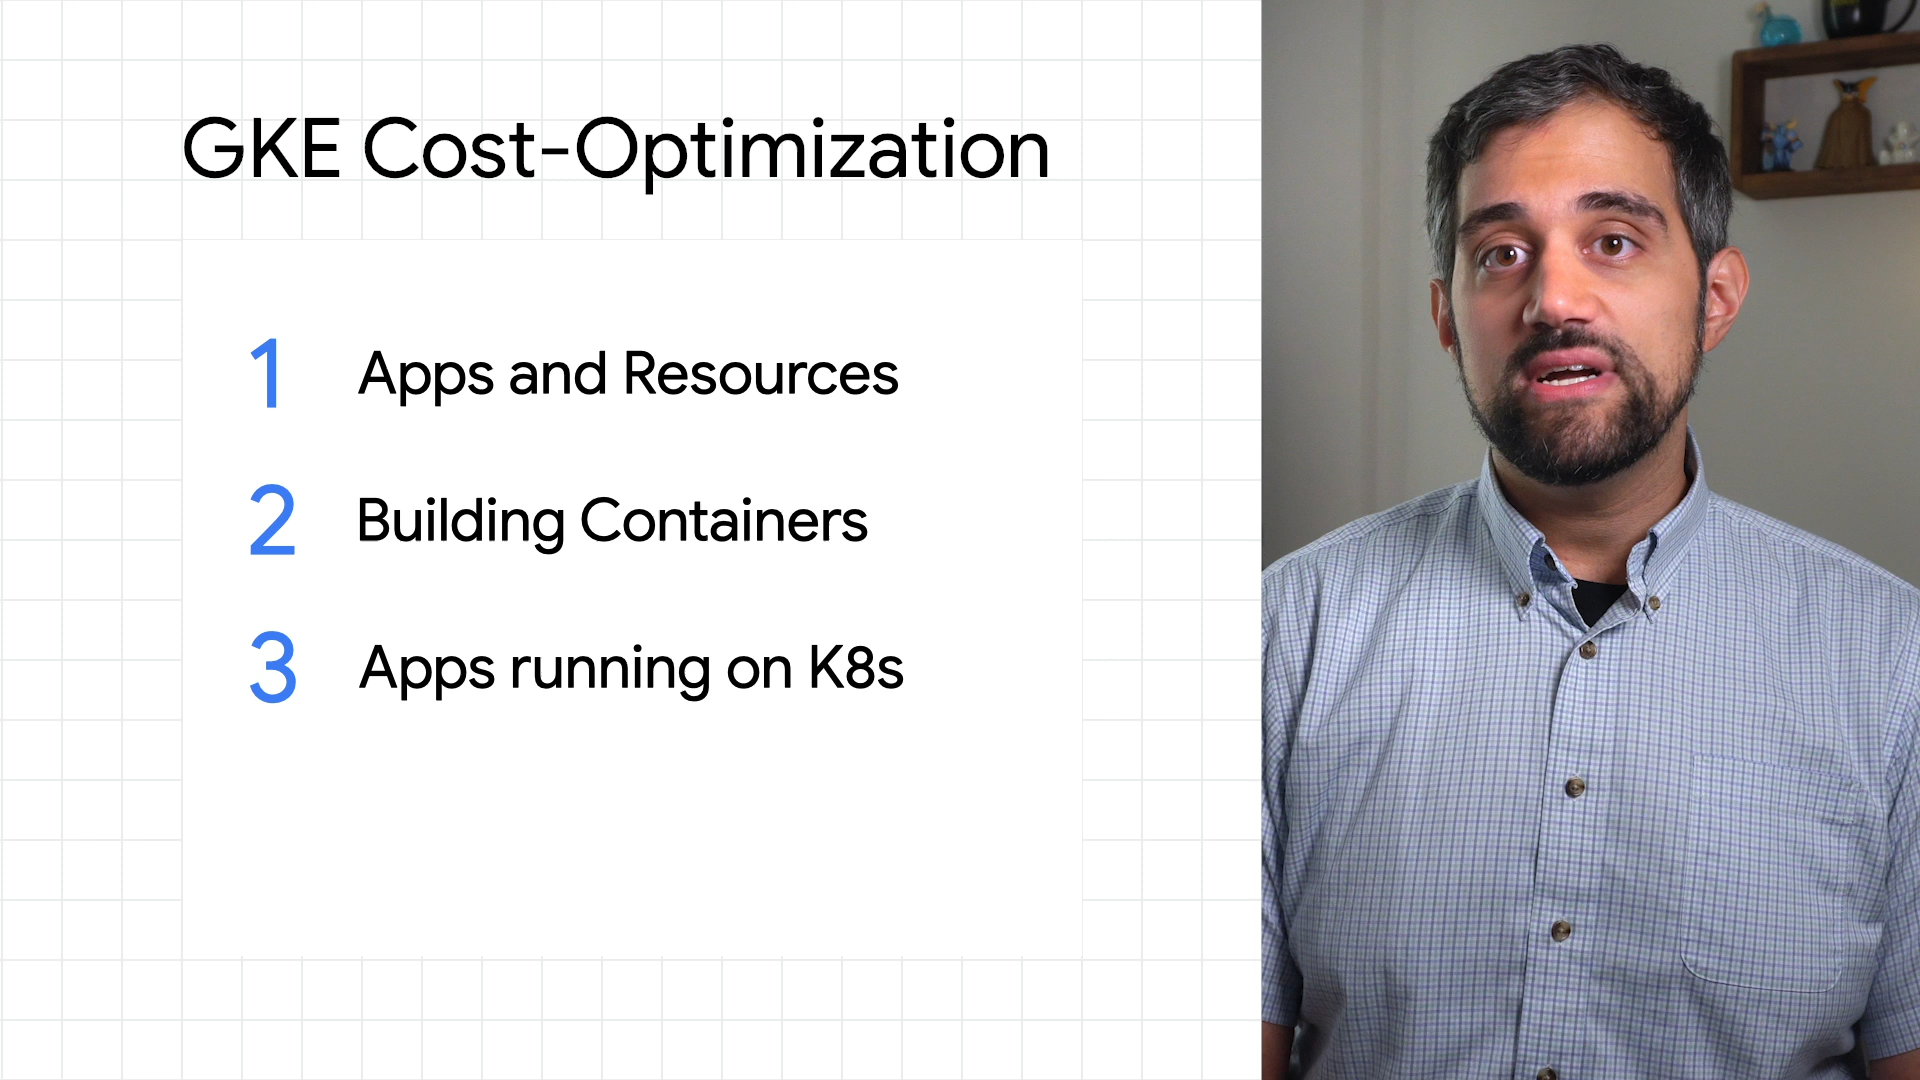 GKE Cost-Optimization
1 Apps and Resources
2 Building Containers
3 Apps running on K8s